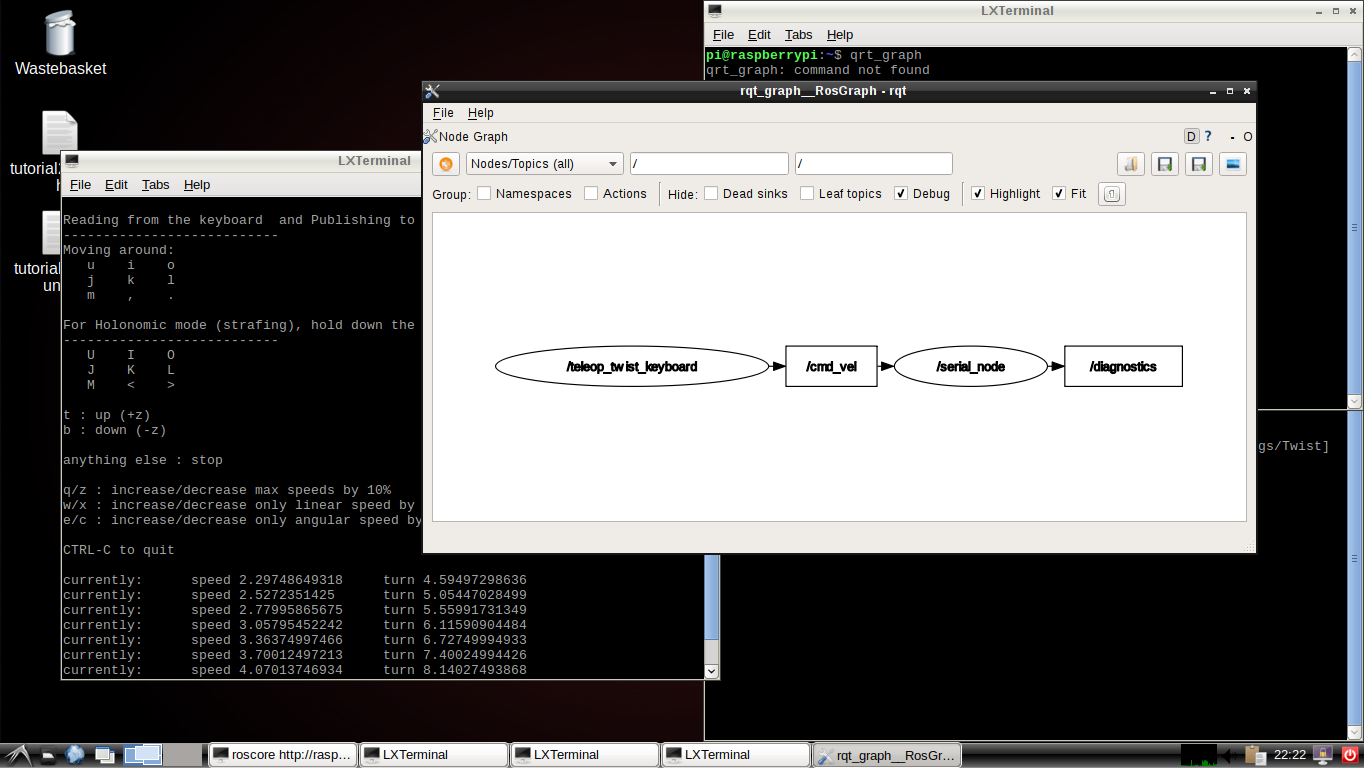 Wastebasket
tutorial
h
tutorial
un
LXTerminal
File Edit Tabs Help
pi@raspberrypi:~$ qrt_graph
qrt_graph: command not found
rqt_graph__RosGraph - rqt
File Help
Node Graph
D ? - O
Nodes/Topics (all) / /
Group: Namespaces Actions Hide: Dead sinks Leaf topics Debug Highlight Fit
/teleop_twist_keyboard /cmd_vel /serial_node /diagnostics
LXTerminal
File Edit Tabs Help
Reading from the keyboard  and Publishing to
---------------------------
Moving around:
u i o
j k l
m , .
For Holonomic mode (strafing), hold down the
---------------------------
U I O
J K L
M < >
t : up (+z)
b : down (-z)
anything else : stop
q/z : increase/decrease max speeds by 10%
w/x : increase/decrease only linear speed by
e/c : increase/decrease only angular speed by
CTRL-C to quit
currently: speed 2.29748649318 turn 4.59497298636
currently: speed 2.5272351425 turn 5.05447028499
currently: speed 2.77995865675 turn 5.55991731349
currently: speed 3.05795452242 turn 6.11590904484
currently: speed 3.36374997466 turn 6.72749994933
currently: speed 3.70012497213 turn 7.40024994426
currently: speed 4.07013746934 turn 8.14027493868
gs/Twist]
roscore http://rasp... LXTerminal LXTerminal LXTerminal rqt_graph__RosGr... 22:22